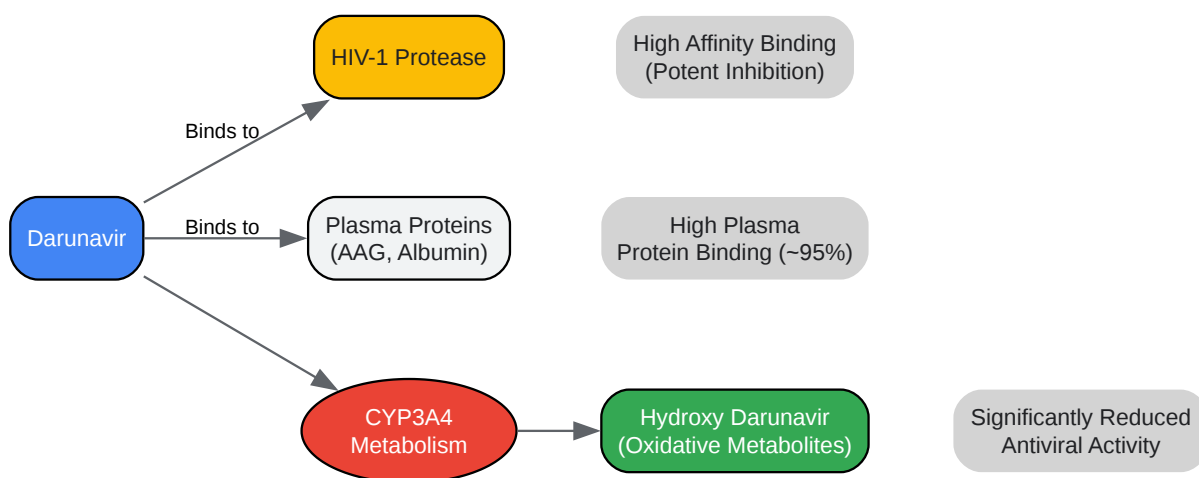 HIV-1 Protease
High Affinity Binding
(Potent Inhibition)
Binds to
Darunavir
Binds to
Plasma Proteins
(AAG, Albumin)
High Plasma
Protein Binding (~95%)
CYP3A4
Metabolism
Hydroxy Darunavir
(Oxidative Metabolites)
Significantly Reduced
Antiviral Activity